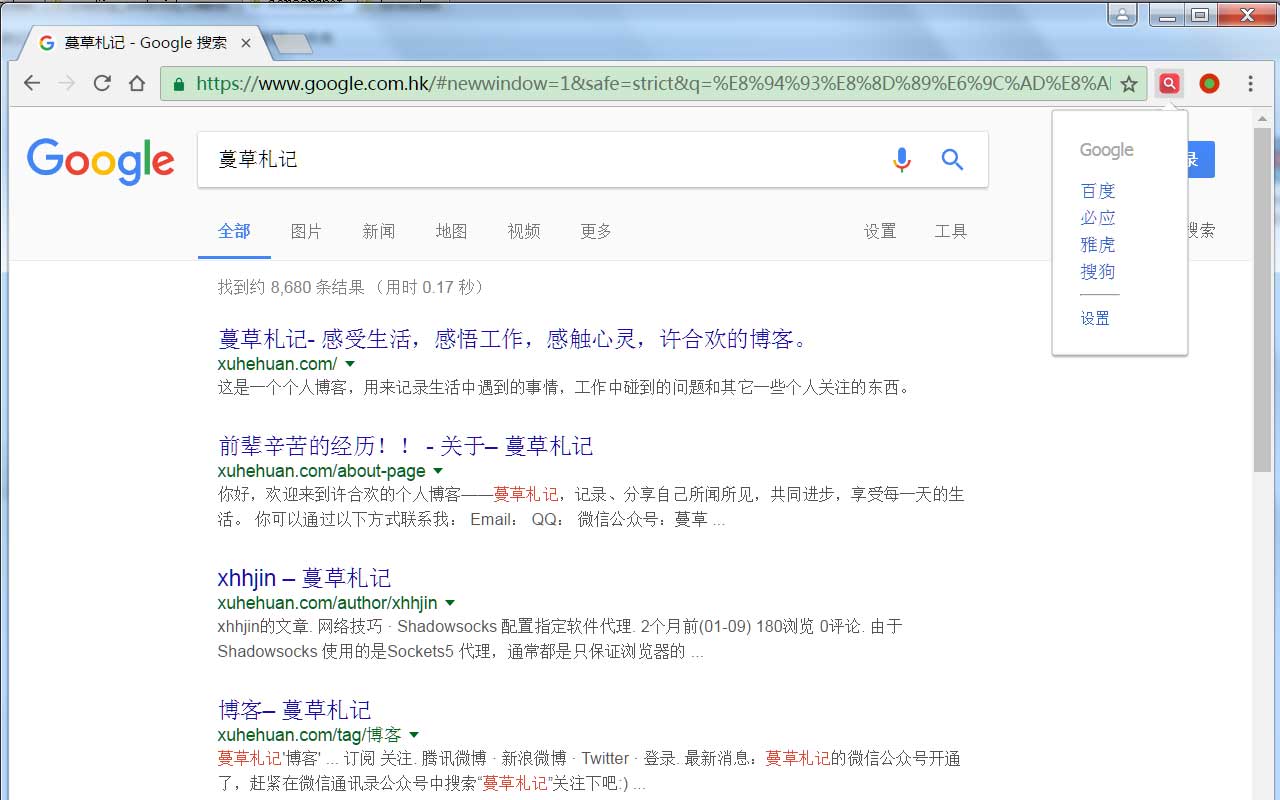 蔓草札记 - Google 搜索
https://www.google.com.hk/#newwindow=1&safe=strict&q=%E8%94%93%E8%8D%89%E6%9C%AD%E8%A
Google
蔓草札记
Google
录
百度
必应
雅虎
搜狗
设置
全部 图片 新闻 地图 视频 更多 设置 工具
搜索
找到约 8,680 条结果 （用时 0.17 秒）
蔓草札记- 感受生活，感悟工作，感触心灵，许合欢的博客。
xuhehuan.com/
这是一个个人博客，用来记录生活中遇到的事情，工作中碰到的问题和其它一些个人关注的东西。
前辈辛苦的经历！！ - 关于– 蔓草札记
xuhehuan.com/about-page
你好，欢迎来到许合欢的个人博客——蔓草札记，记录、分享自己所闻所见，共同进步，享受每一天的生
活。 你可以通过以下方式联系我： Email： QQ： 微信公众号：蔓草 ...
xhhjin – 蔓草札记
xuhehuan.com/author/xhhjin
xhhjin的文章. 网络技巧 · Shadowsocks 配置指定软件代理. 2个月前(01-09) 180浏览 0评论. 由于
Shadowsocks 使用的是Sockets5 代理，通常都是只保证浏览器的 ...
博客– 蔓草札记
xuhehuan.com/tag/博客
蔓草札记'博客' ... 订阅 关注. 腾讯微博 · 新浪微博 · Twitter · 登录. 最新消息：蔓草札记的微信公众号开通
了，赶紧在微信通讯录公众号中搜索“蔓草札记”关注下吧:) ...